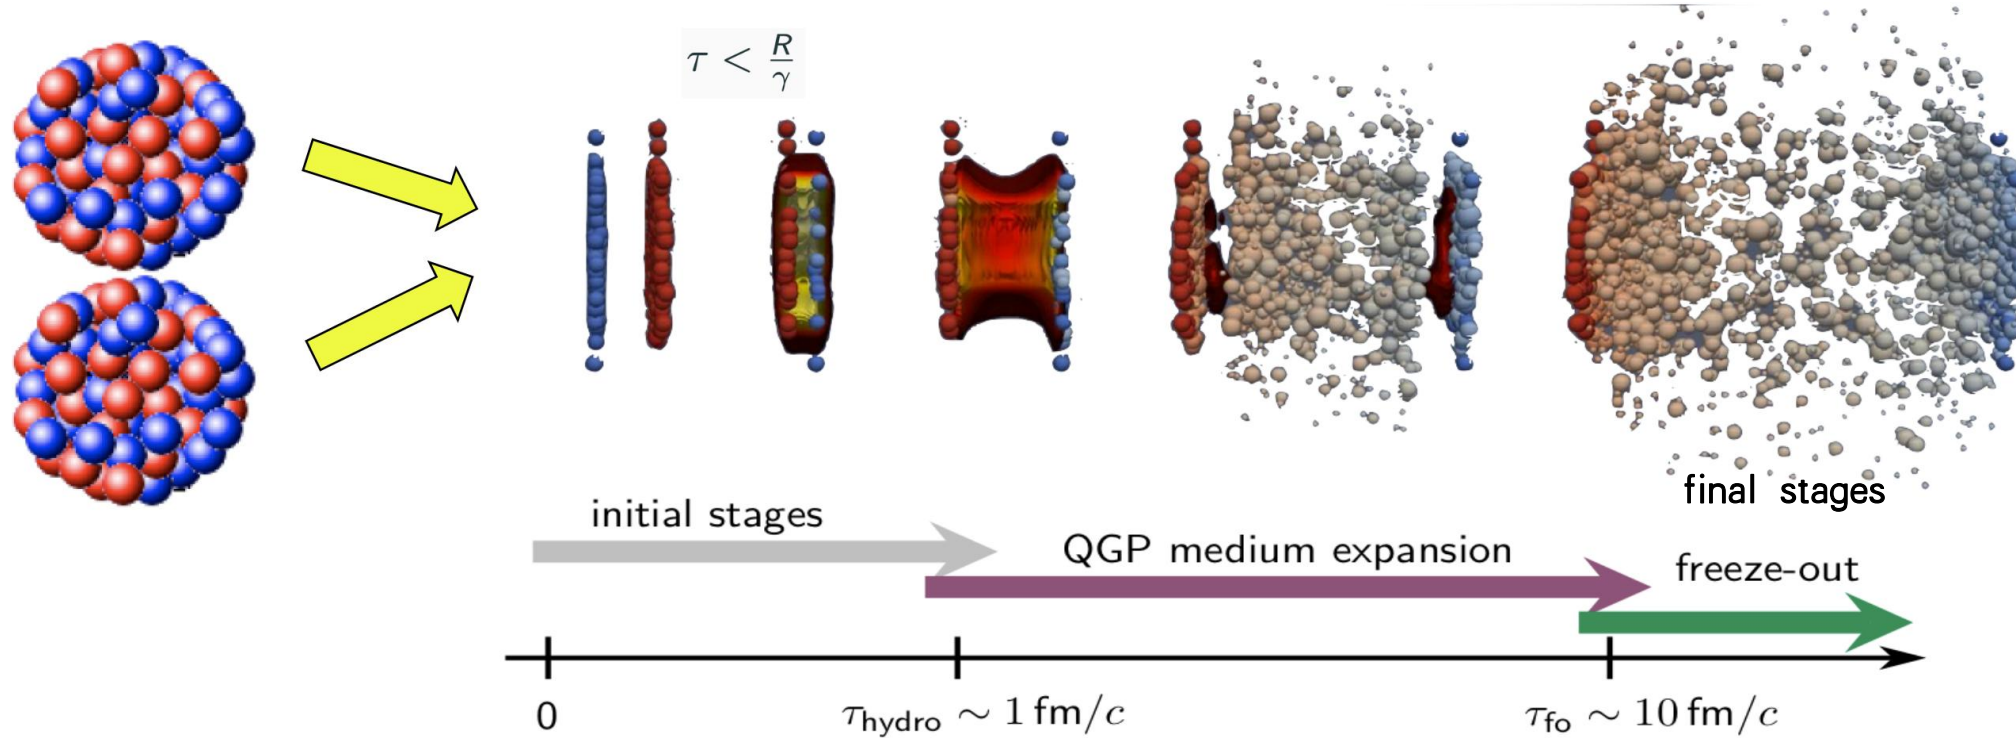 τ < R/γ
final stages
initial stages
QGP medium expansion
freeze-out
0
τhydro ∼ 1 fm/c
τfo ∼ 10 fm/c